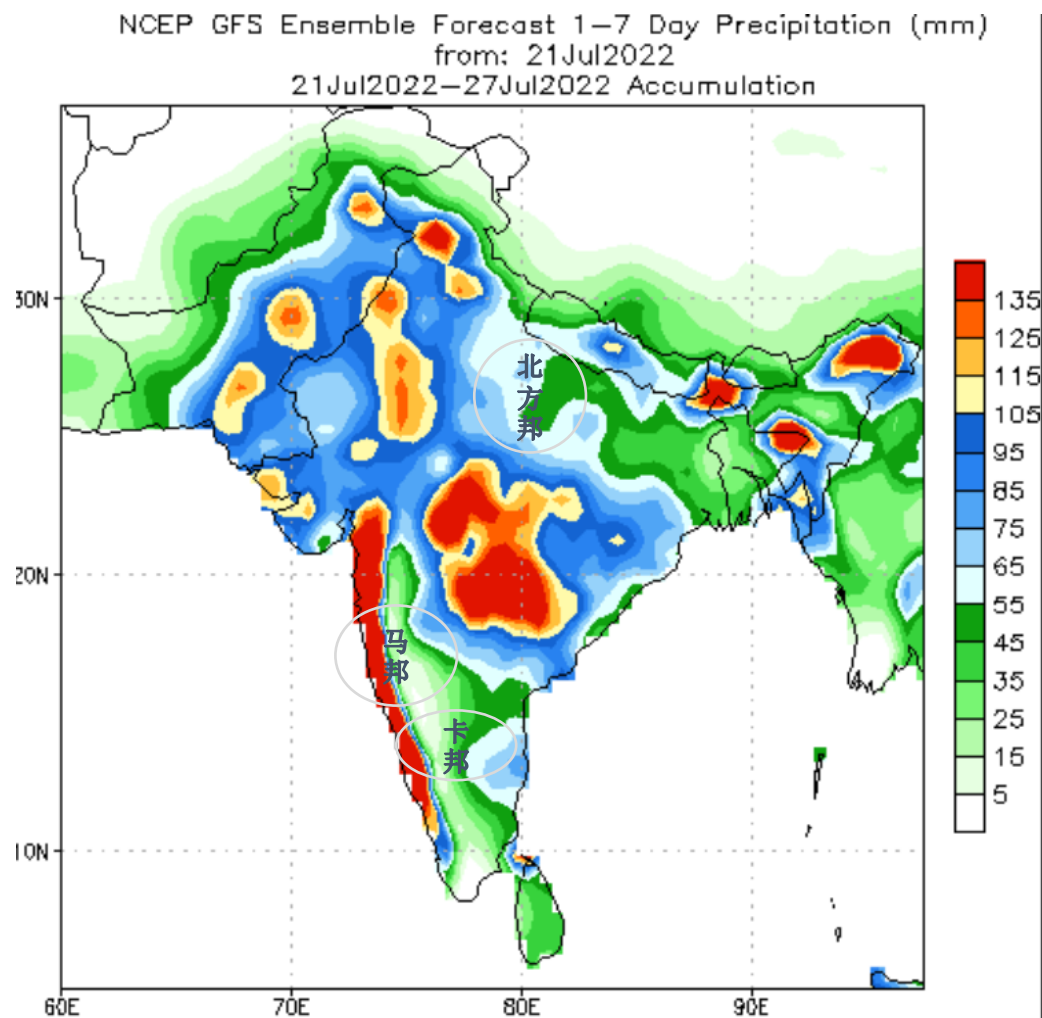 NCEP GFS Ensemble Forecast 1–7 Day Precipitation (mm)
from: 21Jul2022
21Jul2022–27Jul2022 Accumulation
30N
20N
10N
60E
70E
80E
90E
北方邦
马邦
卡邦
135
125
115
105
95
85
75
65
55
45
35
25
15
5